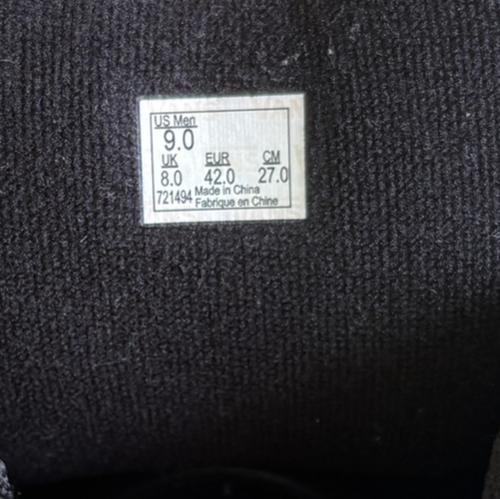 US Men
9.0
UK EUR CM
8.0 42.0 27.0
721494 Made in China
Fabrique en Chine